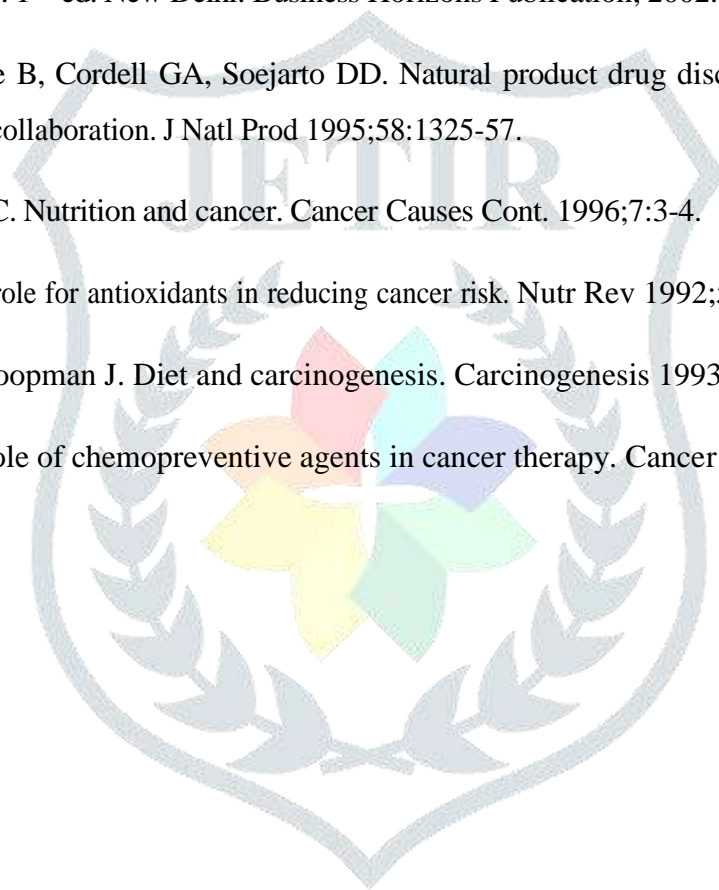 ed. New Delhi: Business Horizons Publication; 2002.
e B, Cordell GA, Soejarto DD. Natural product drug disc
collaboration. J Natl Prod 1995;58:1325-57.
JETIR
C. Nutrition and cancer. Cancer Causes Cont. 1996;7:3-4.
role for antioxidants in reducing cancer risk. Nutr Rev 1992;
oopman J. Diet and carcinogenesis. Carcinogenesis 1993
ole of chemopreventive agents in cancer therapy. Cancer